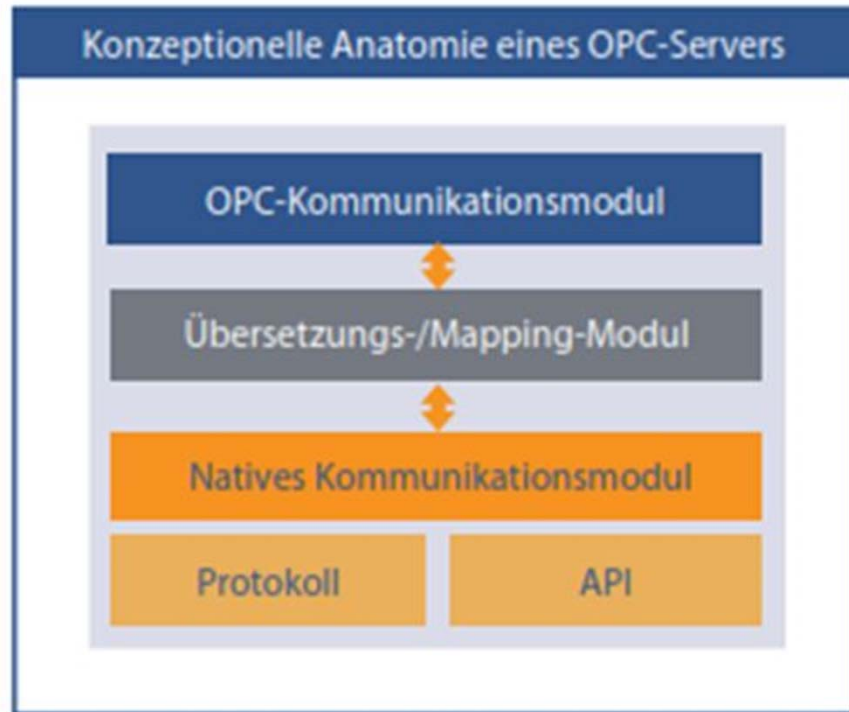 Konzeptionelle Anatomie eines OPC-Servers
OPC-Kommunikationsmodul
Übersetzungs-/Mapping-Modul
Natives Kommunikationsmodul
Protokoll
API